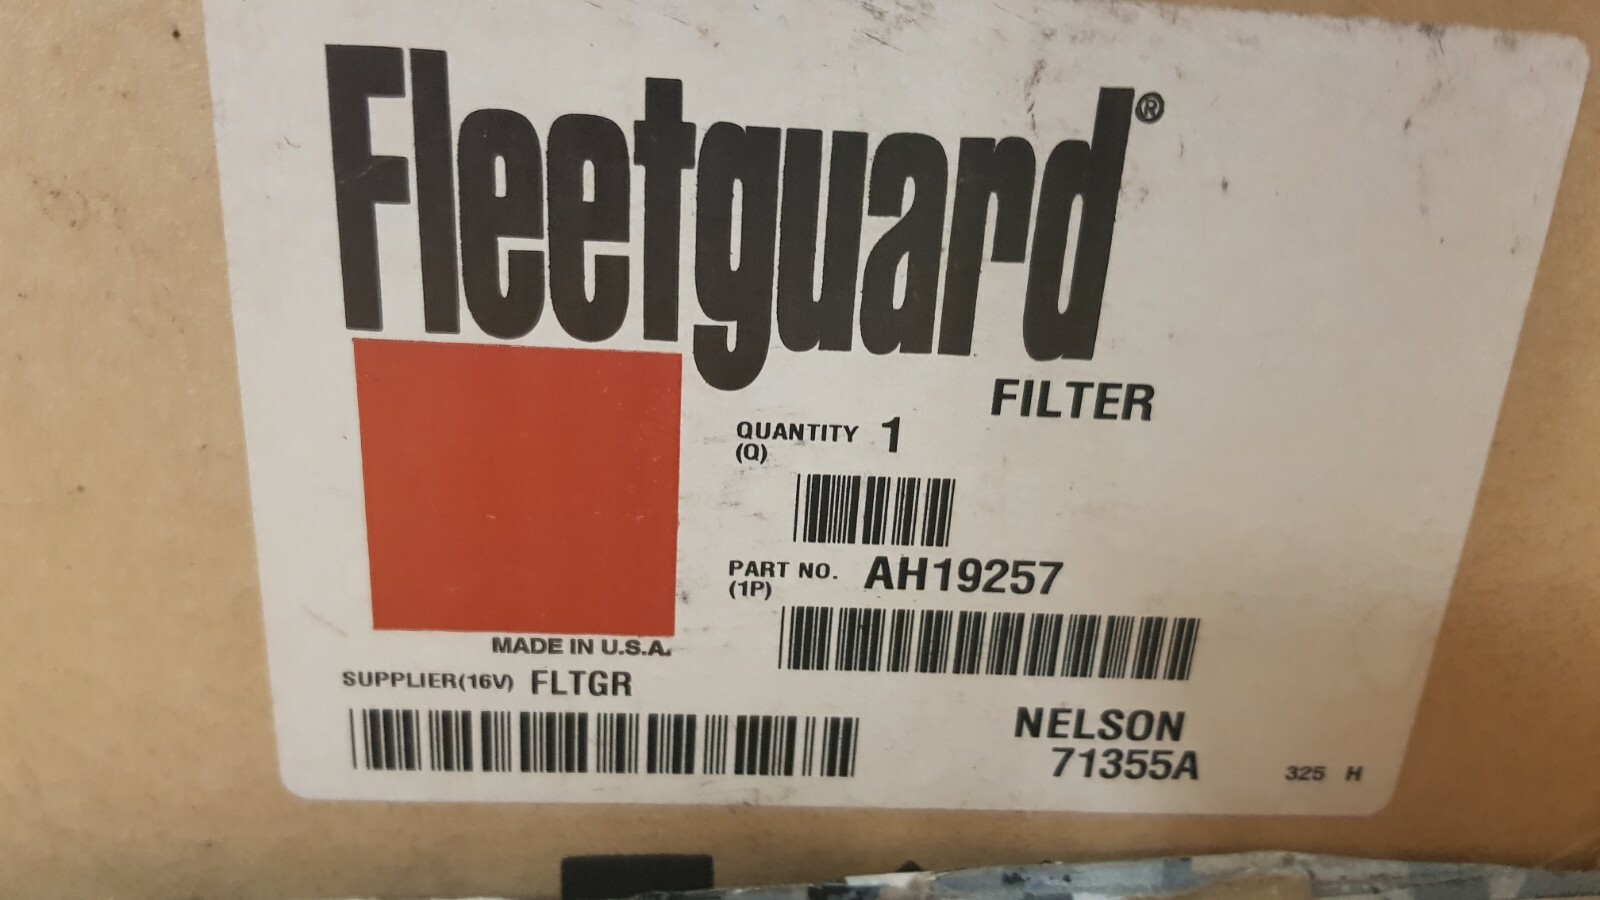 Fleetguard®
FILTER
QUANTITY 1
(Q)
PART NO. AH19257
(1P)
MADE IN U.S.A.
SUPPLIER(16V) FLTGR
NELSON
71355A
325 H